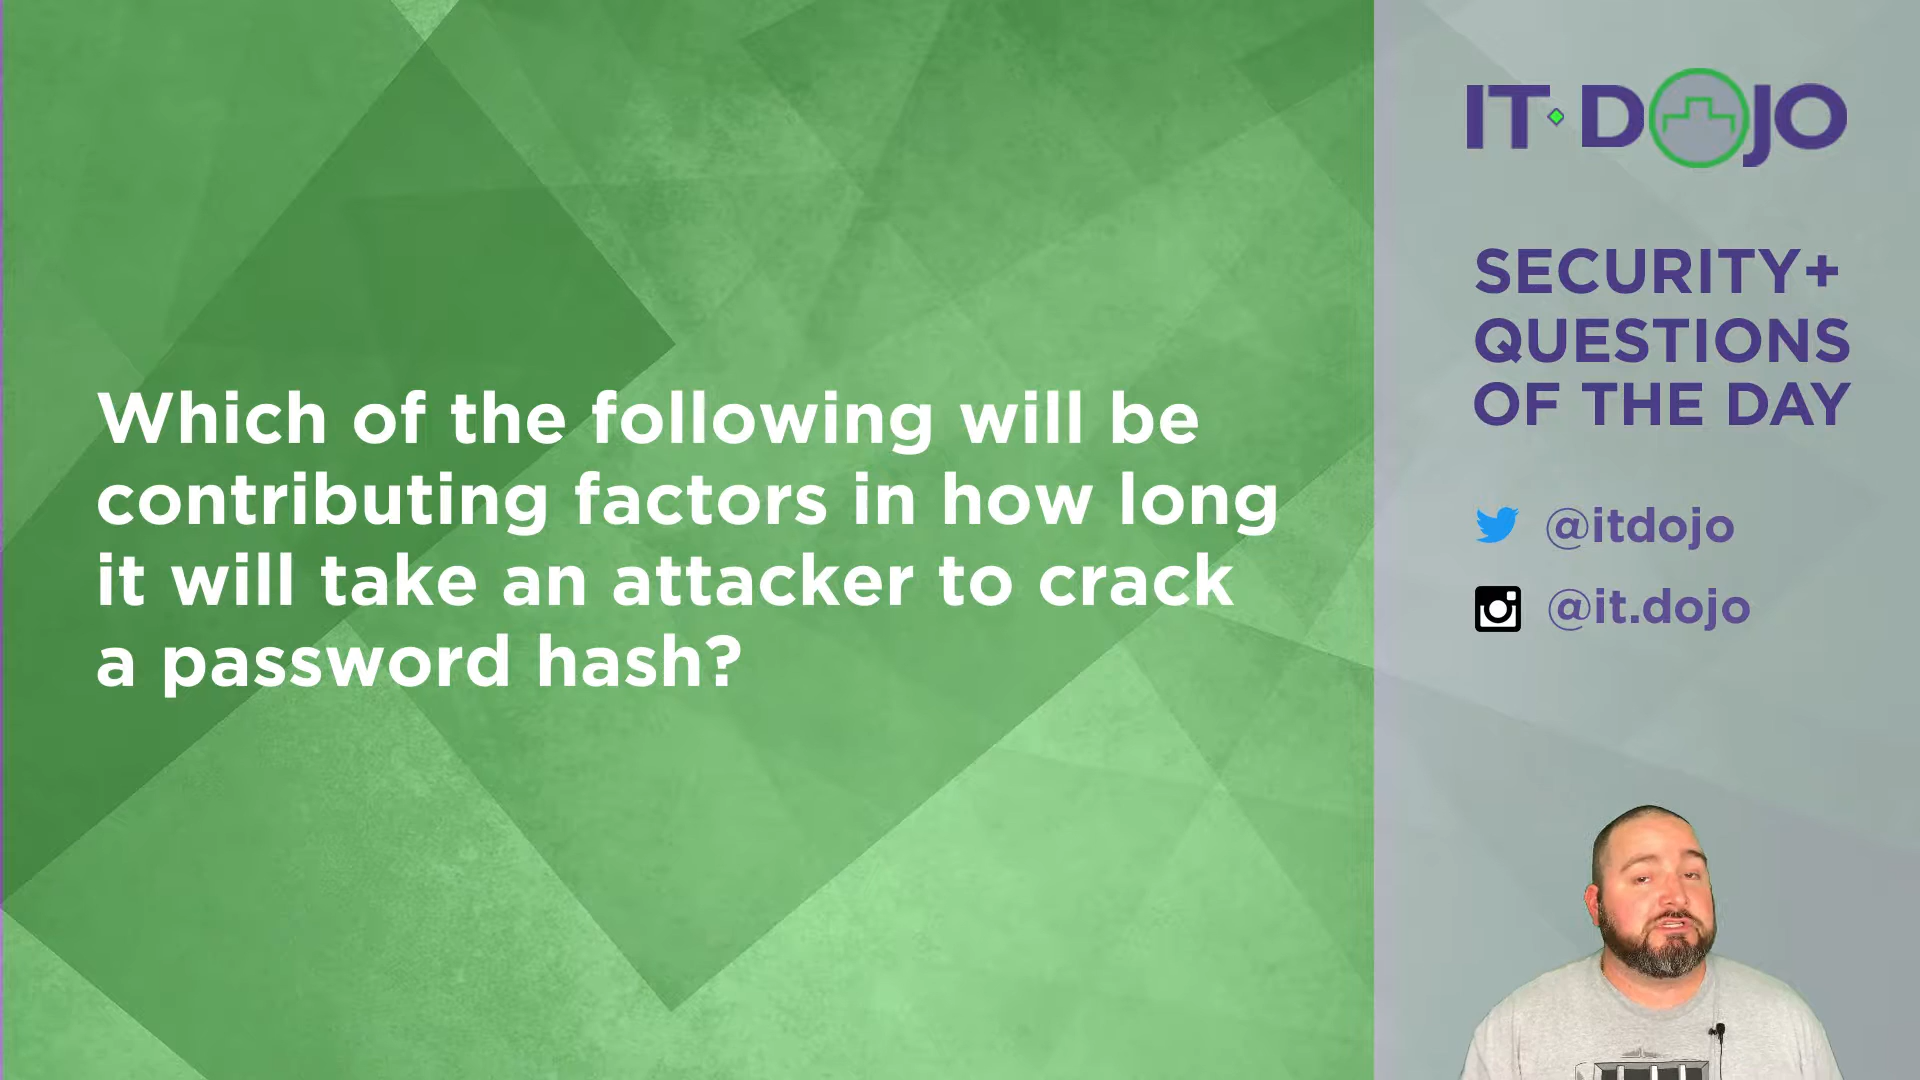 Which of the following will be
contributing factors in how long
it will take an attacker to crack
a password hash?
IT DOJO
SECURITY+
QUESTIONS
OF THE DAY
@itdojo
@it.dojo